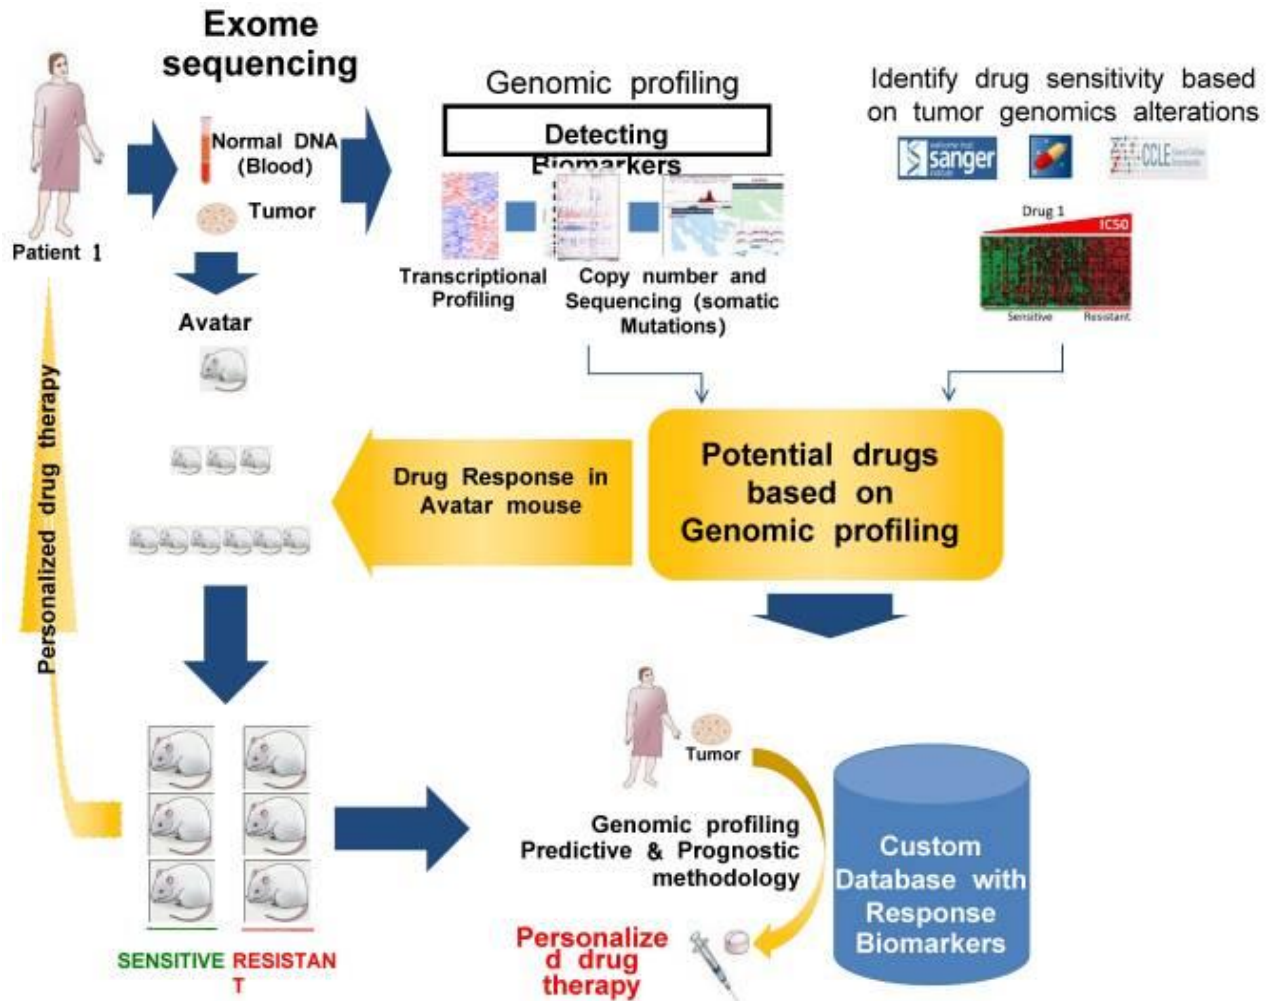 Exome
sequencing
Genomic profiling
Detecting
Biomarkers
Identify drug sensitivity based
on tumor genomics alterations
sanger
CCLE
Normal DNA
(Blood)
Tumor
Patient 1
Drug 1
IC50
Sensitive
Resistant
Transcriptional
Profiling
Copy number and
Sequencing (somatic
Mutations)
Avatar
Personalized drug therapy
Drug Response in
Avatar mouse
Potential drugs
based on
Genomic profiling
Tumor
Genomic profiling
Predictive & Prognostic
methodology
Custom
Database with
Response
Biomarkers
SENSITIVE
RESISTAN
T
Personalize
d drug
therapy